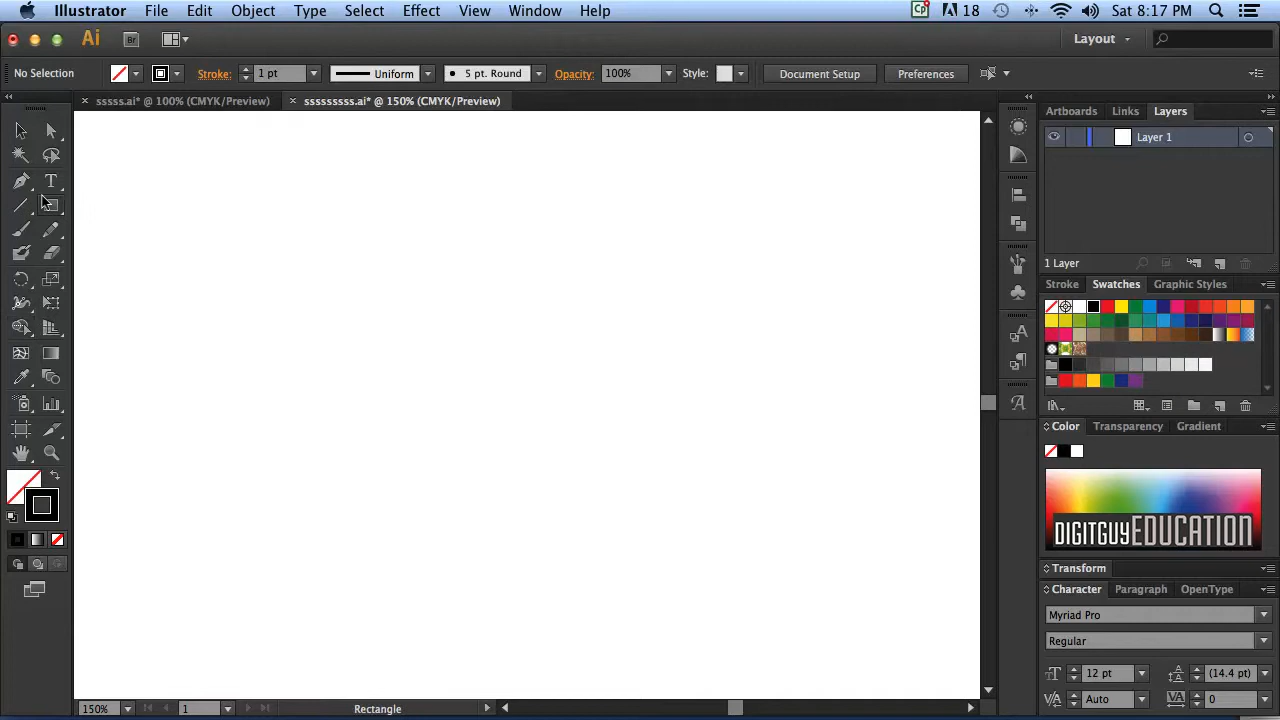 Illustrator File Edit Object Type Select Effect View Window Help
18 Sat 8:17 PM
Ai Br Layout
No Selection Stroke: 1 pt Uniform 5 pt. Round Opacity: 100% Style: Document Setup Preferences
sssss.ai* @ 100% (CMYK/Preview) sssssssss.ai* @ 150% (CMYK/Preview)
Artboards Links Layers
Layer 1
1 Layer
Stroke Swatches Graphic Styles
Color Transparency Gradient
DIGITGUYEDUCATION
Transform
Character Paragraph OpenType
Myriad Pro
Regular
12 pt (14.4 pt)
Auto 0
150% 1 Rectangle